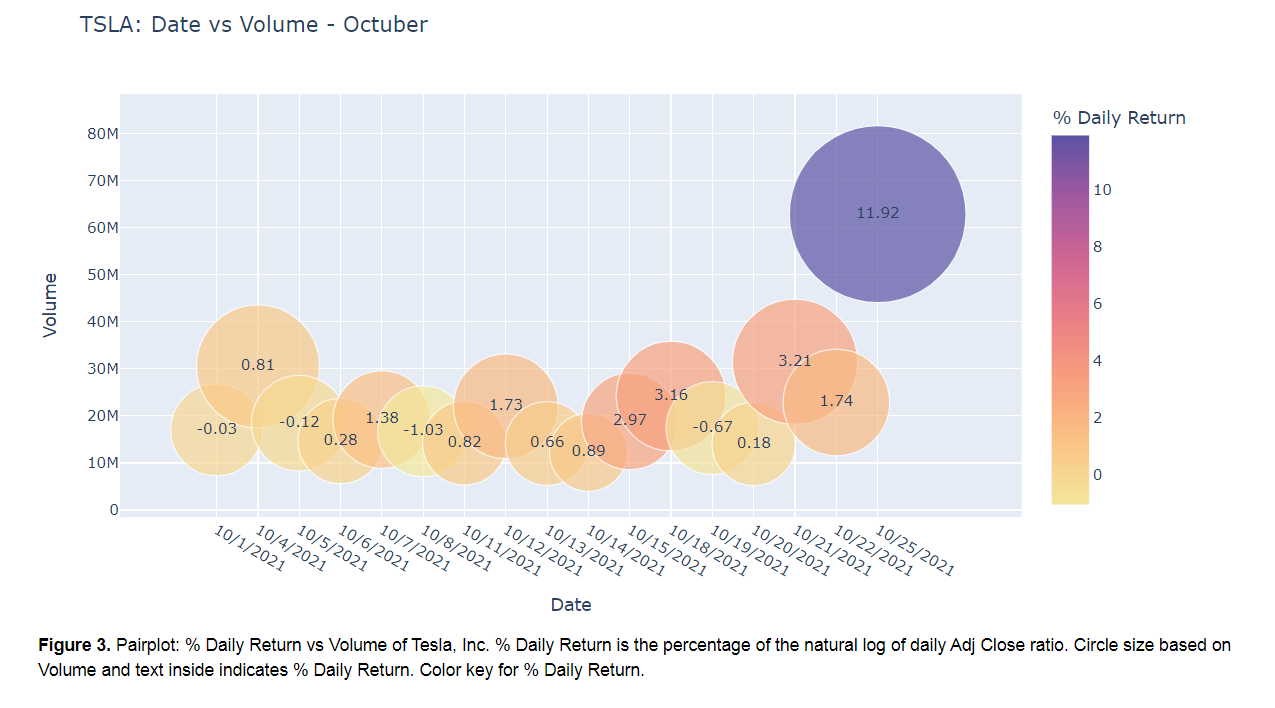 TSLA: Date vs Volume - Octuber
% Daily Return
80M
70M
60M
50M
40M
30M
20M
10M
0
Volume
-0.03
0.81
-0.12
0.28
1.38
-1.03
0.82
1.73
0.66
0.89
2.97
3.16
-0.67
0.18
3.21
1.74
11.92
10
8
6
4
2
0
10/1/2021
10/4/2021
10/5/2021
10/6/2021
10/7/2021
10/8/2021
10/11/2021
10/12/2021
10/13/2021
10/14/2021
10/15/2021
10/18/2021
10/19/2021
10/20/2021
10/21/2021
10/22/2021
10/25/2021
Date
Figure 3. Pairplot: % Daily Return vs Volume of Tesla, Inc. % Daily Return is the percentage of the natural log of daily Adj Close ratio. Circle size based on
Volume and text inside indicates % Daily Return. Color key for % Daily Return.